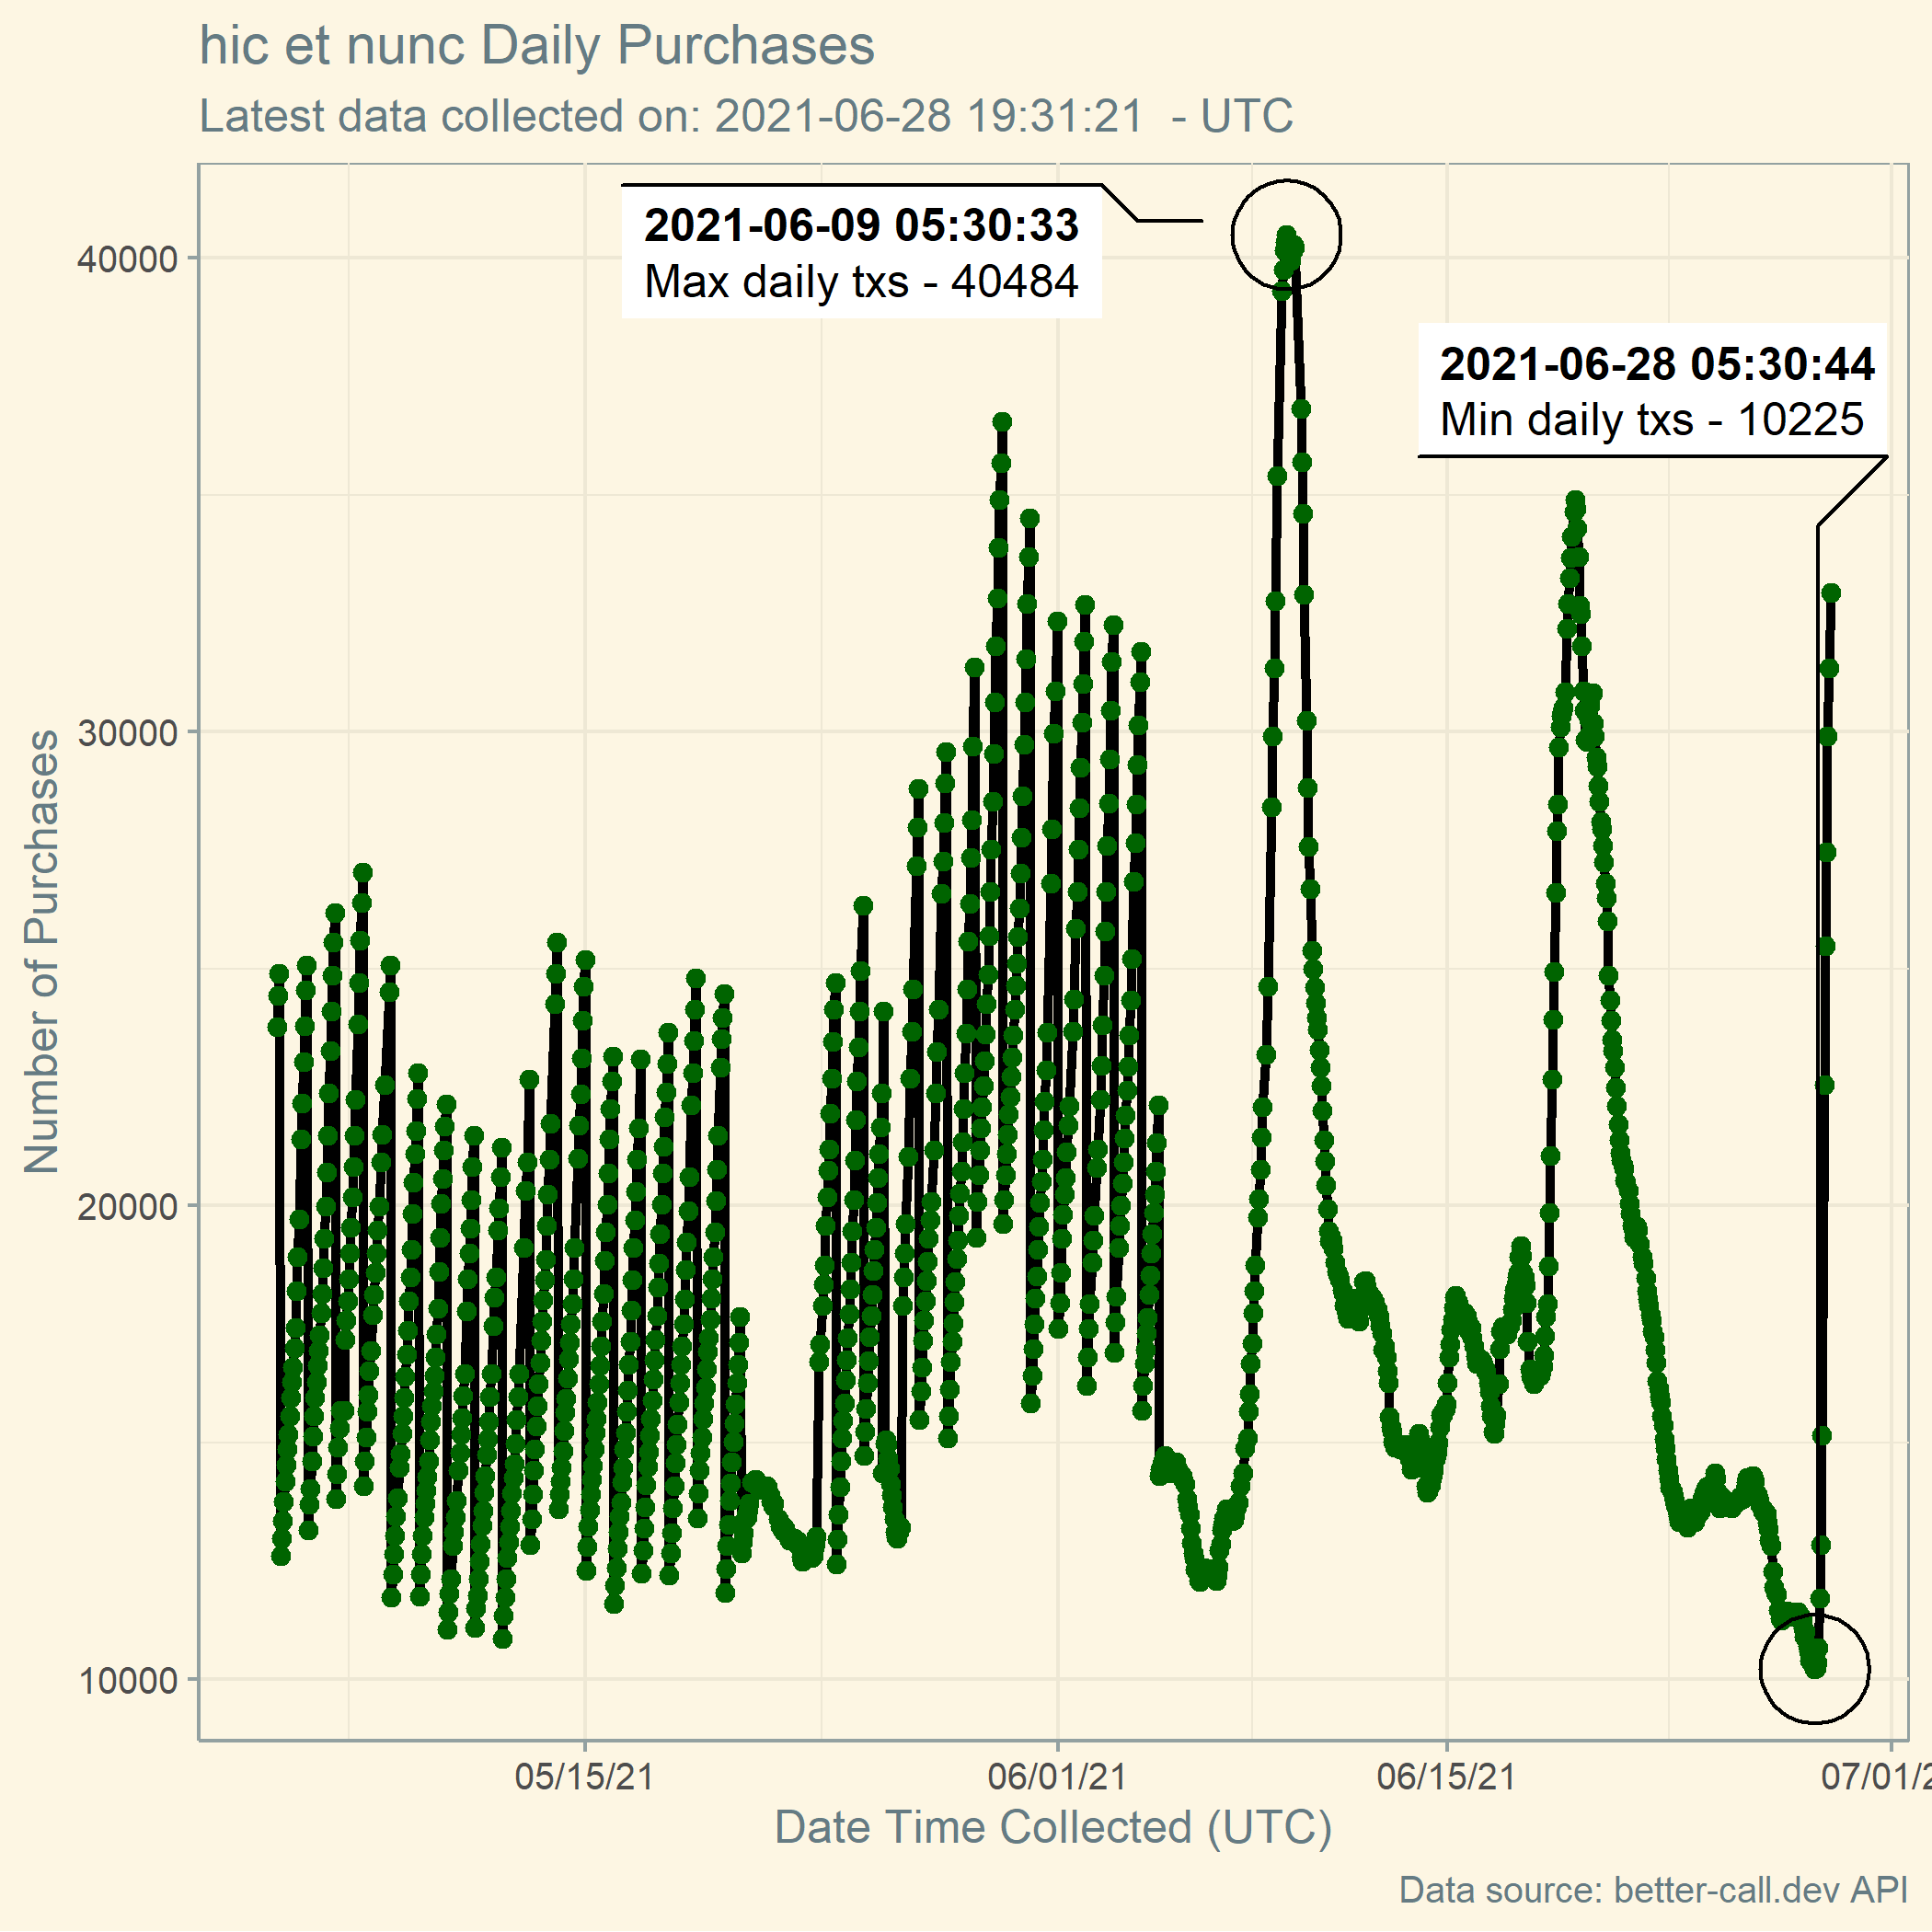 hic et nunc Daily Purchases
Latest data collected on: 2021-06-28 19:31:21  - UTC
2021-06-09 05:30:33
Max daily txs - 40484
2021-06-28 05:30:44
Min daily txs - 10225
Number of Purchases
40000
30000
20000
10000
05/15/21 06/01/21 06/15/21 07/01/2
Date Time Collected (UTC)
Data source: better-call.dev API